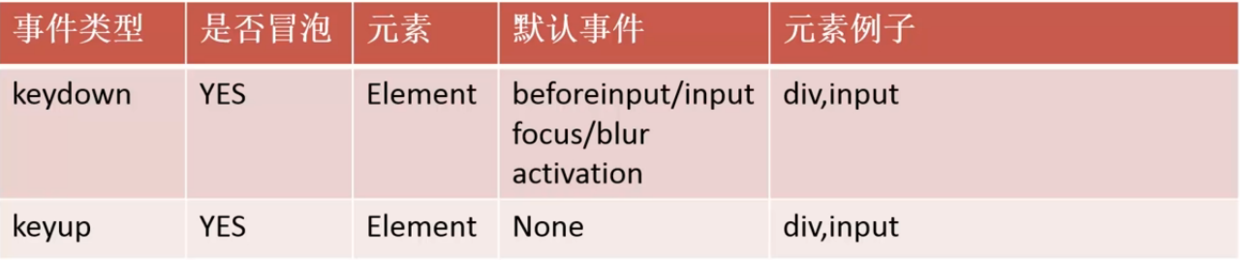 事件类型 是否冒泡 元素 默认事件 元素例子
keydown YES Element beforeinput/input div,input
focus/blur
activation
keyup YES Element None div,input